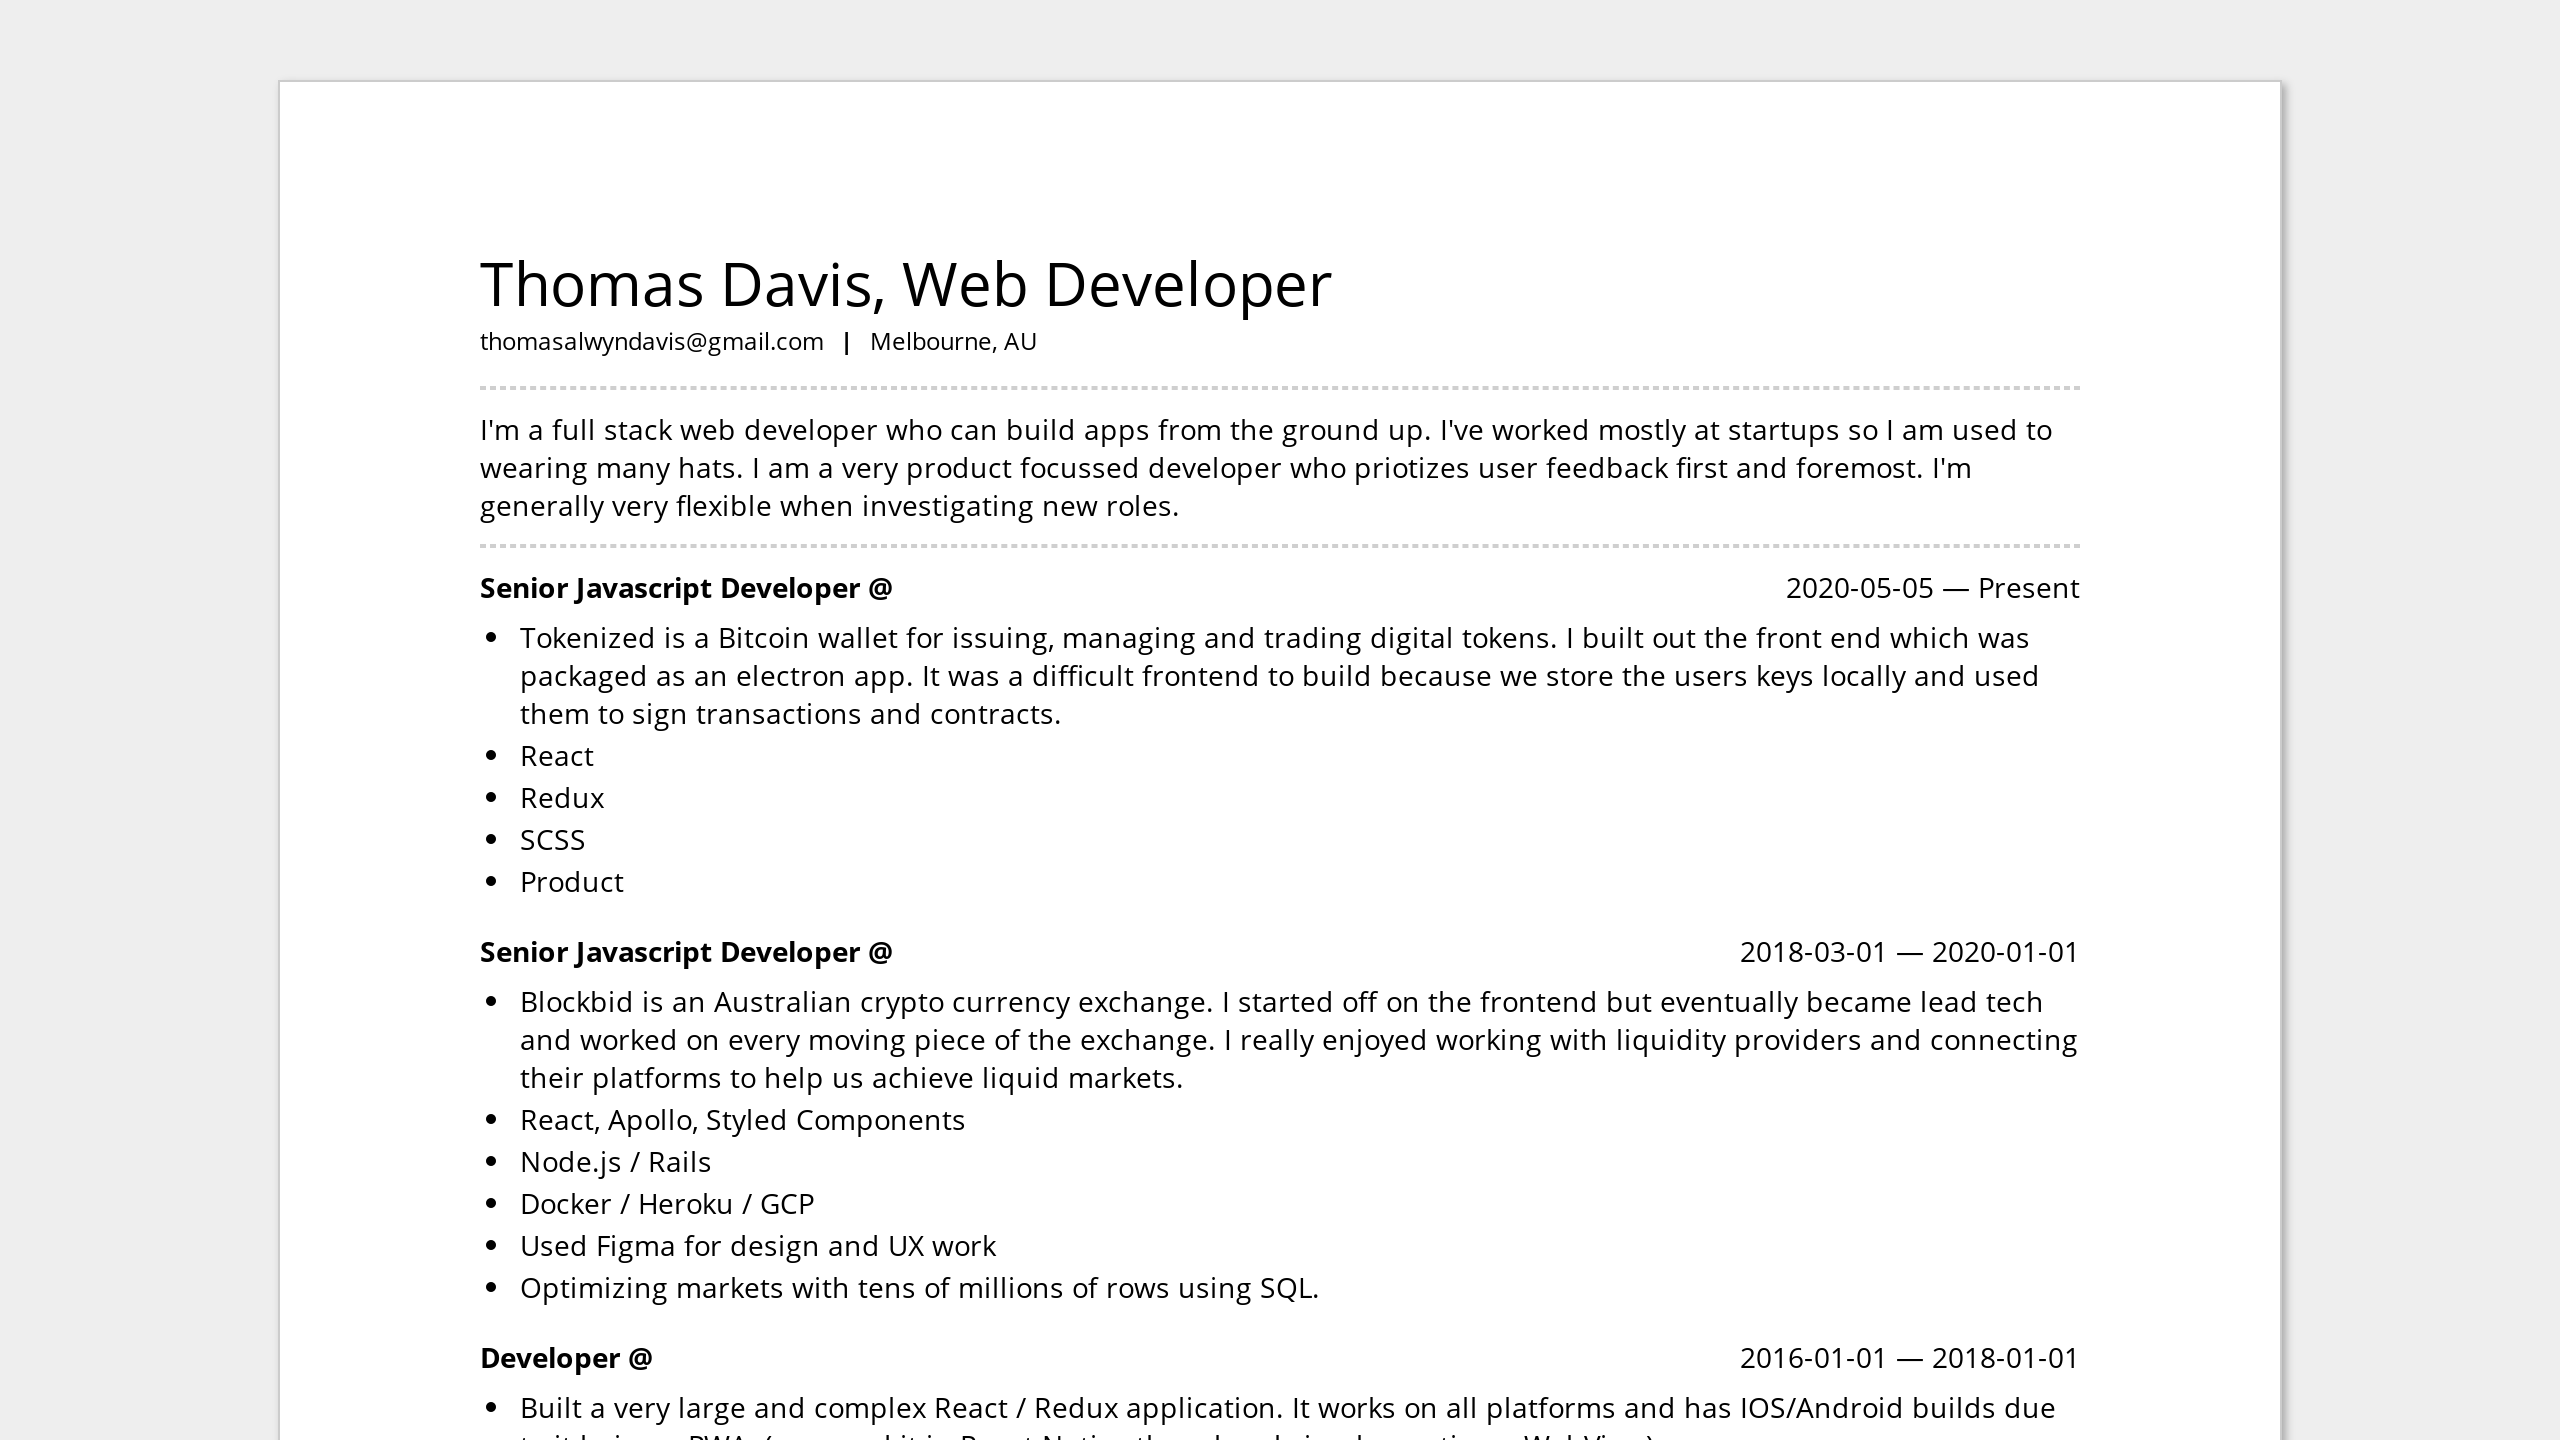 Thomas Davis, Web Developer
thomasalwyndavis@gmail.com | Melbourne, AU
I'm a full stack web developer who can build apps from the ground up. I've worked mostly at startups so I am used to
wearing many hats. I am a very product focussed developer who priotizes user feedback first and foremost. I'm
generally very flexible when investigating new roles.
Senior Javascript Developer @ 2020-05-05 — Present
• Tokenized is a Bitcoin wallet for issuing, managing and trading digital tokens. I built out the front end which was
packaged as an electron app. It was a difficult frontend to build because we store the users keys locally and used
them to sign transactions and contracts.
• React
• Redux
• SCSS
• Product
Senior Javascript Developer @ 2018-03-01 — 2020-01-01
• Blockbid is an Australian crypto currency exchange. I started off on the frontend but eventually became lead tech
and worked on every moving piece of the exchange. I really enjoyed working with liquidity providers and connecting
their platforms to help us achieve liquid markets.
• React, Apollo, Styled Components
• Node.js / Rails
• Docker / Heroku / GCP
• Used Figma for design and UX work
• Optimizing markets with tens of millions of rows using SQL.
Developer @ 2016-01-01 — 2018-01-01
• Built a very large and complex React / Redux application. It works on all platforms and has IOS/Android builds due